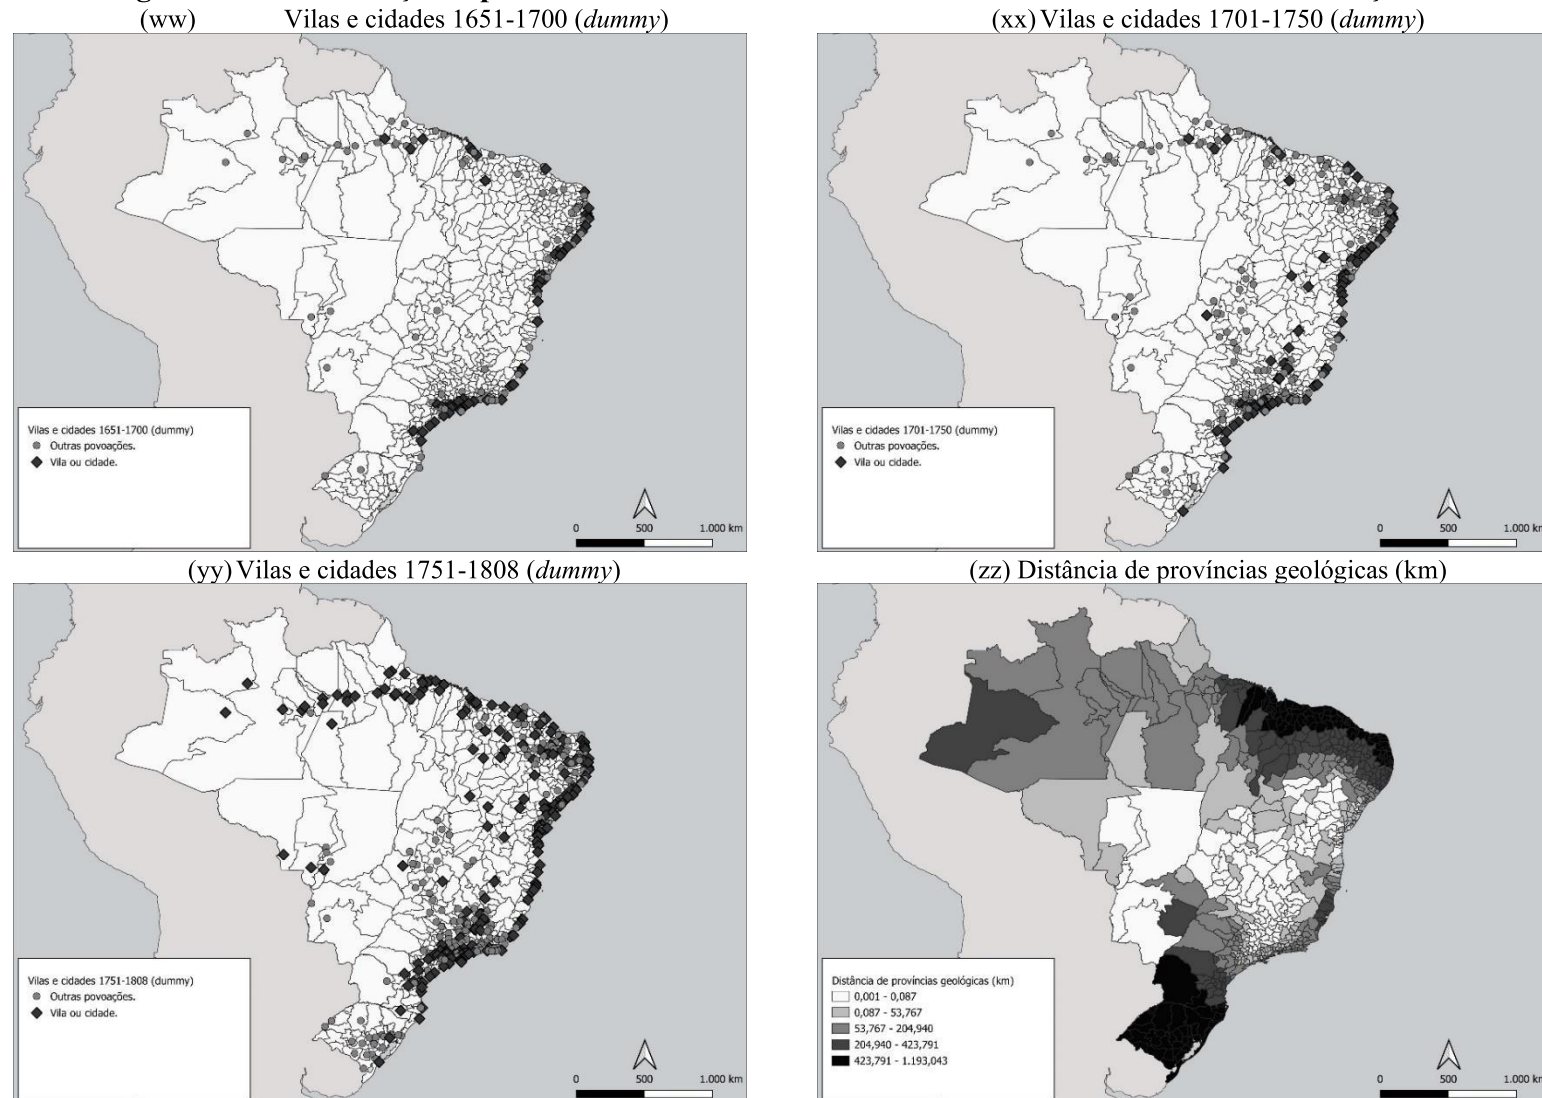 (ww) Vilas e cidades 1651-1700 (dummy)
(xx) Vilas e cidades 1701-1750 (dummy)
Vilas e cidades 1651-1700 (dummy)
Outras povoações.
Vila ou cidade.
0 500 1.000 km
Vilas e cidades 1701-1750 (dummy)
Outras povoações.
Vila ou cidade.
0 500 1.000 km
(yy) Vilas e cidades 1751-1808 (dummy)
(zz) Distância de províncias geológicas (km)
Vilas e cidades 1751-1808 (dummy)
Outras povoações.
Vila ou cidade.
0 500 1.000 km
Distância de províncias geológicas (km)
0,001 - 0,087
0,087 - 53,767
53,767 - 204,940
204,940 - 423,791
423,791 - 1.193,043
0 500 1.000 km